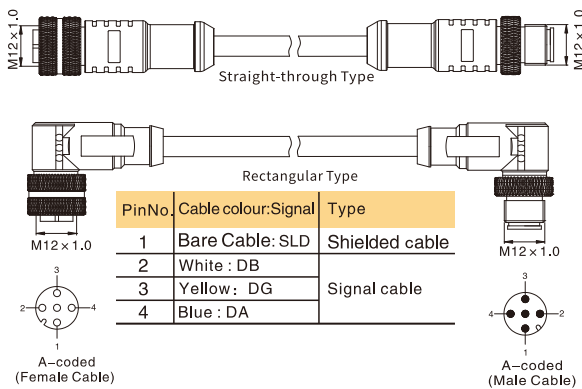 M12×1.0
M12×1.0
Straight-through Type
Rectangular Type
M12×1.0
M12×1.0
PinNo. Cable colour:Signal Type
1 Bare Cable: SLD Shielded cable
2 White : DB
3 Yellow: DG Signal cable
4 Blue : DA
3
2 4
1
A-coded
(Female Cable)
3
4 2
1
A-coded
(Male Cable)